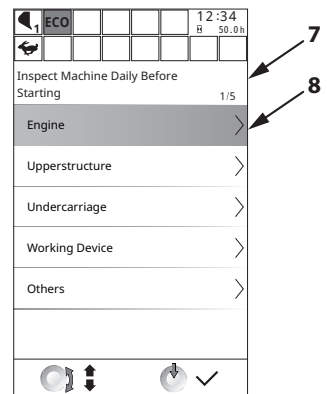 1 ECO 12:34
50.0h
Inspect Machine Daily Before
Starting
1/5
Engine
Upperstructure
Undercarriage
Working Device
Others
7
8